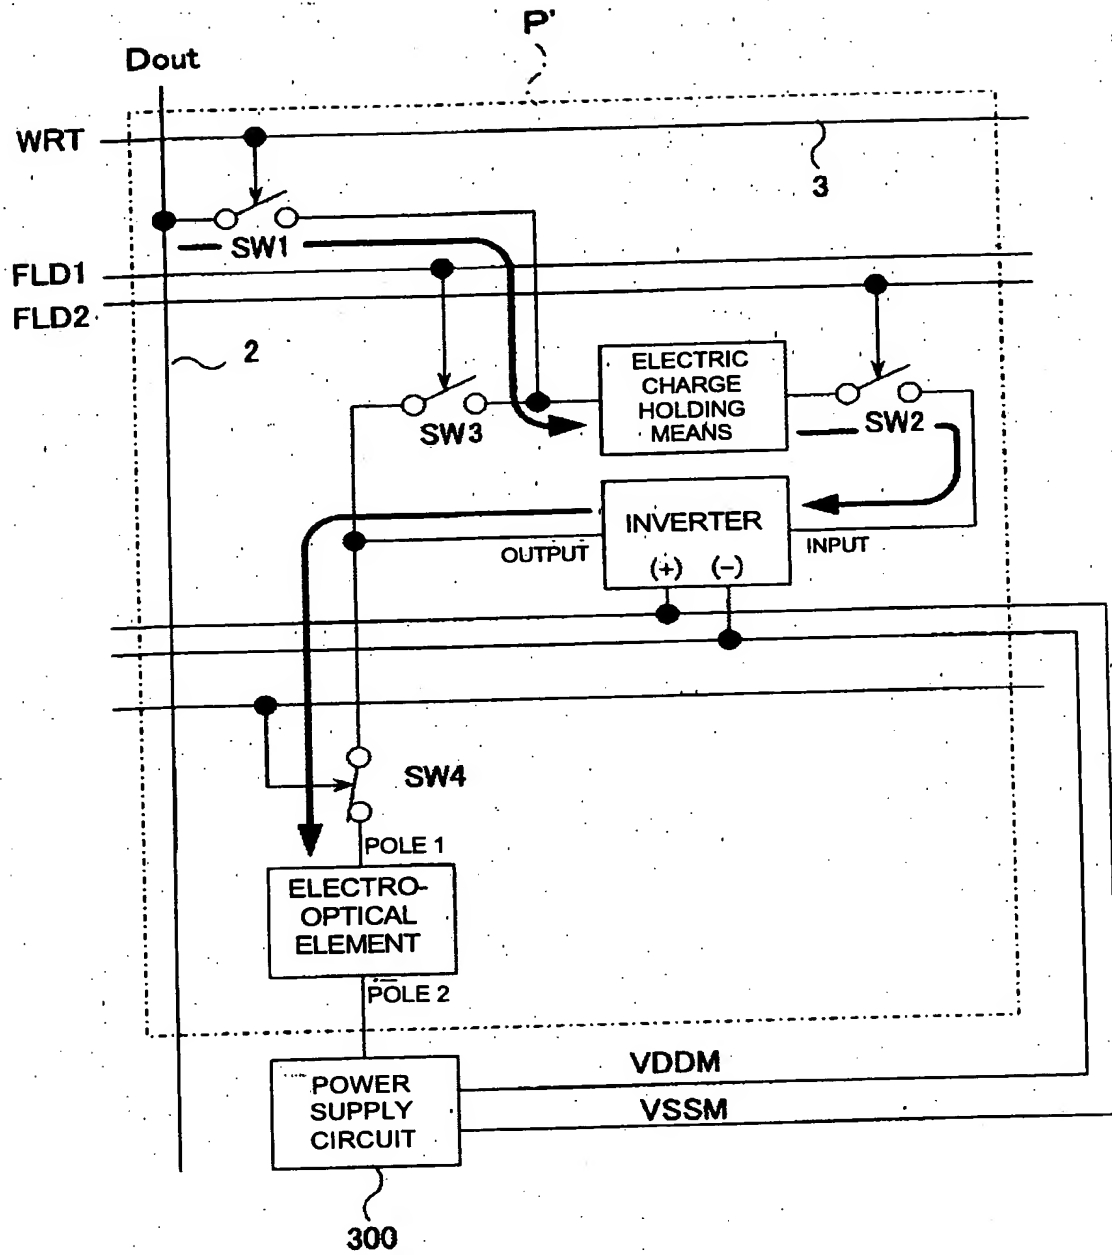 P'
Dout
WRT
3
SW1
FLD1
FLD2
2
ELECTRIC
CHARGE
HOLDING
MEANS
SW3
SW2
INVERTER
OUTPUT
INPUT
(+) (-)
SW4
POLE 1
ELECTRO-
OPTICAL
ELEMENT
POLE 2
POWER
SUPPLY
CIRCUIT
VDDM
VSSM
300